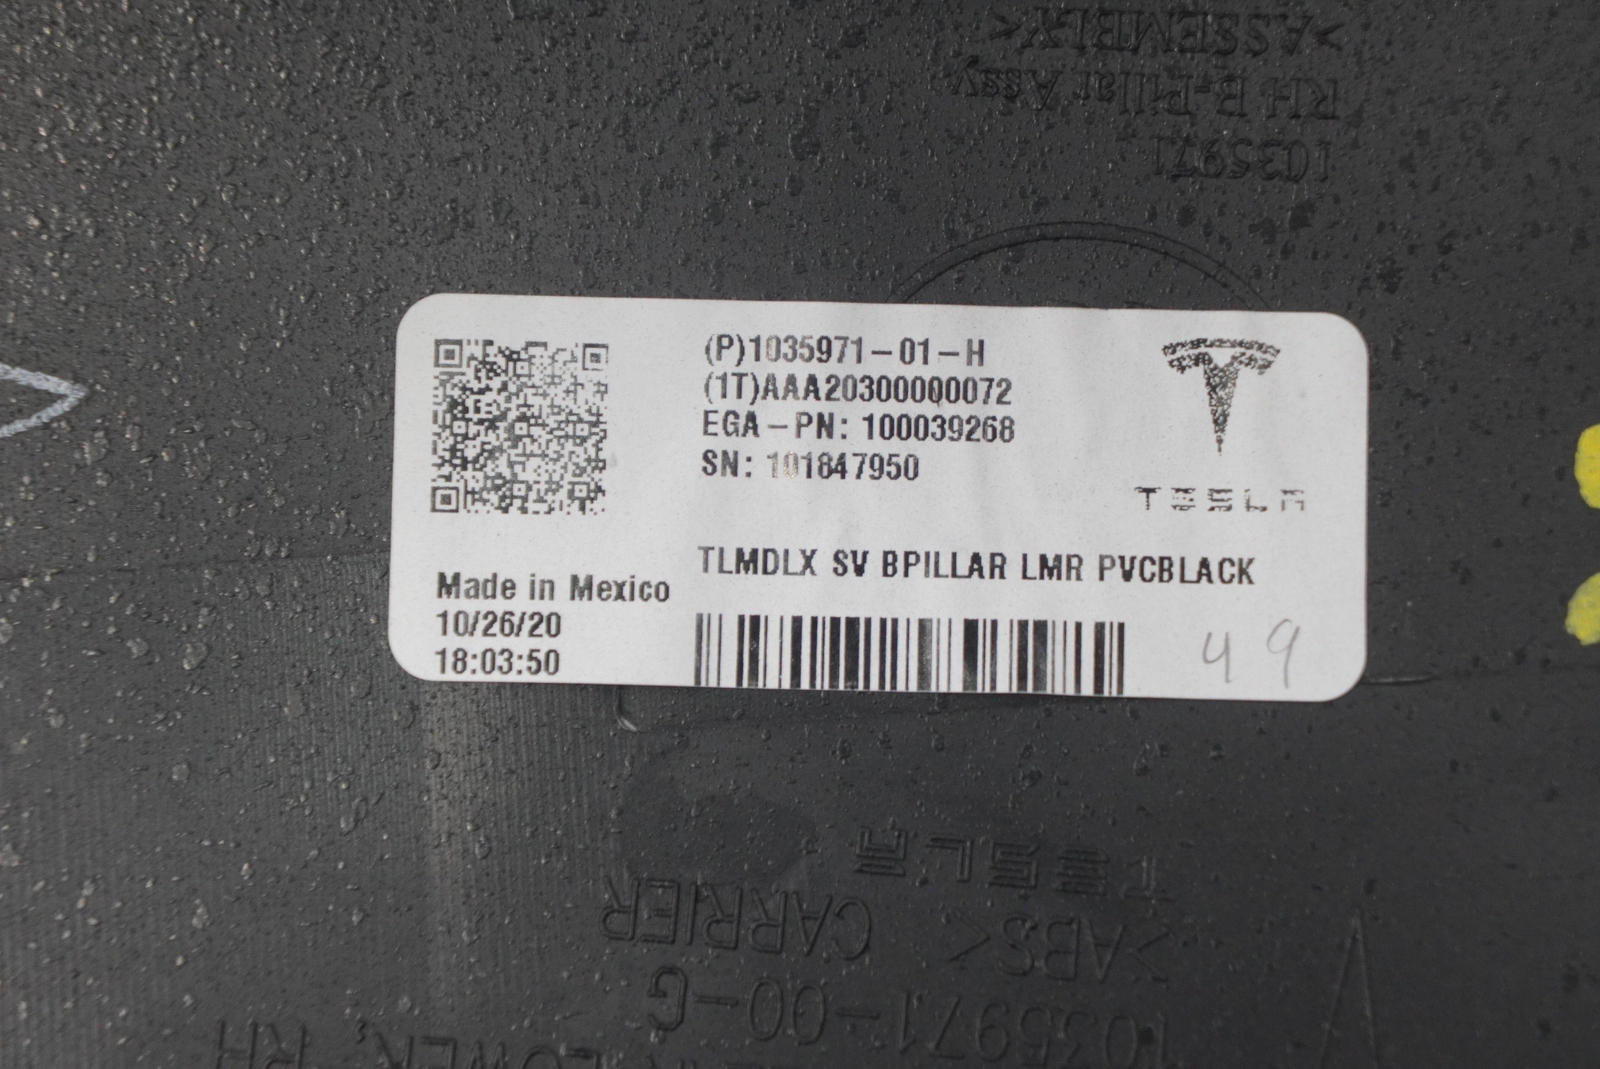 >ASSEMBLY<
RH B-Pillar Assy
1035971
(P)1035971-01-H
(1T)AAA20300000072
EGA-PN: 100039268
SN: 101847950
TESLA
TLMDLX SV BPILLAR LMR PVCBLACK
Made in Mexico
10/26/20
18:03:50
49
TESLA
>ABS< CARRIER
1035971-00-G
LOWER, RH